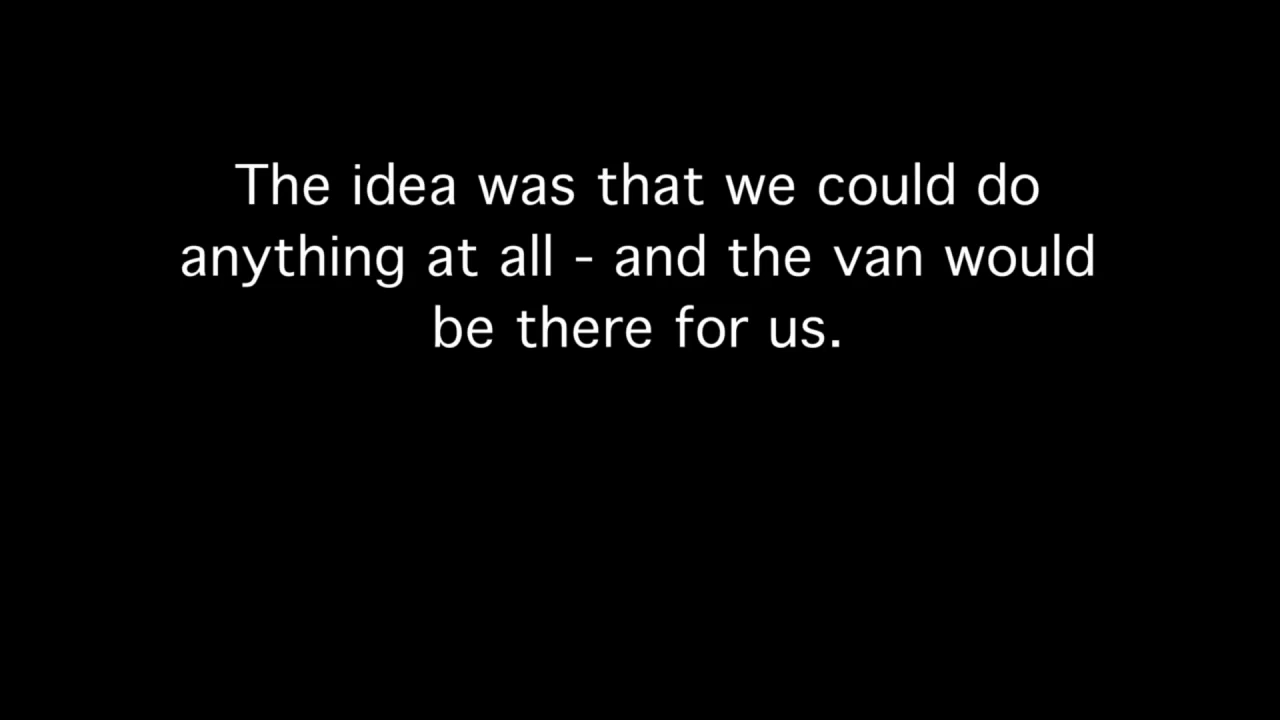 The idea was that we could do
anything at all - and the van would
be there for us.